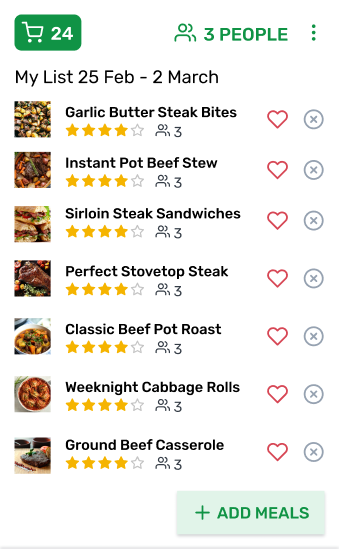 24
3 PEOPLE
My List 25 Feb - 2 March
Garlic Butter Steak Bites
3
Instant Pot Beef Stew
3
Sirloin Steak Sandwiches
3
Perfect Stovetop Steak
3
Classic Beef Pot Roast
3
Weeknight Cabbage Rolls
3
Ground Beef Casserole
3
ADD MEALS